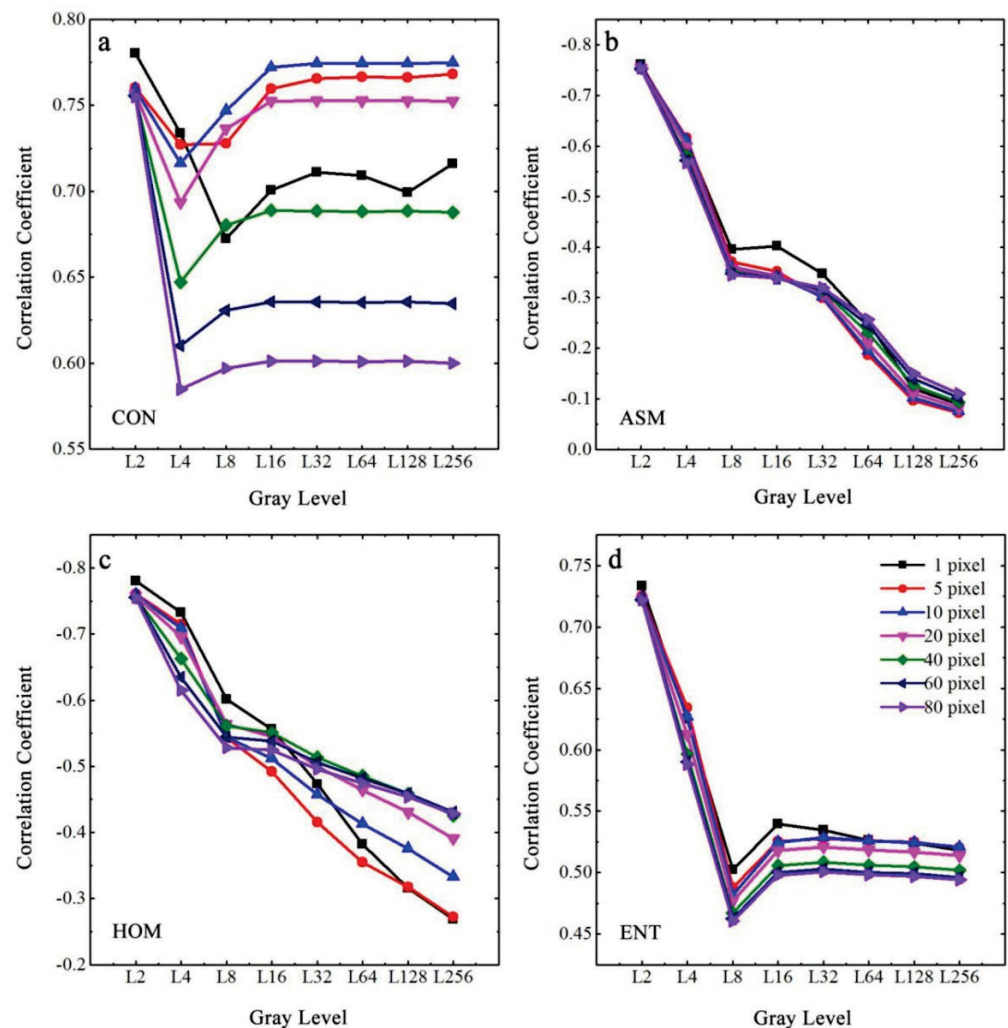 a
0.80
0.75
0.70
0.65
0.60
0.55
Correlation Coefficient
CON
L2 L4 L8 L16 L32 L64 L128 L256
Gray Level
b
-0.8
-0.7
-0.6
-0.5
-0.4
-0.3
-0.2
-0.1
0.0
Correlation Coefficient
ASM
L2 L4 L8 L16 L32 L64 L128 L256
Gray Level
c
-0.8
-0.7
-0.6
-0.5
-0.4
-0.3
-0.2
Correlation Coefficient
HOM
L2 L4 L8 L16 L32 L64 L128 L256
Gray Level
d
0.75
0.70
0.65
0.60
0.55
0.50
0.45
Corrlation Coefficient
1 pixel
5 pixel
10 pixel
20 pixel
40 pixel
60 pixel
80 pixel
ENT
L2 L4 L8 L16 L32 L64 L128 L256
Gray Level